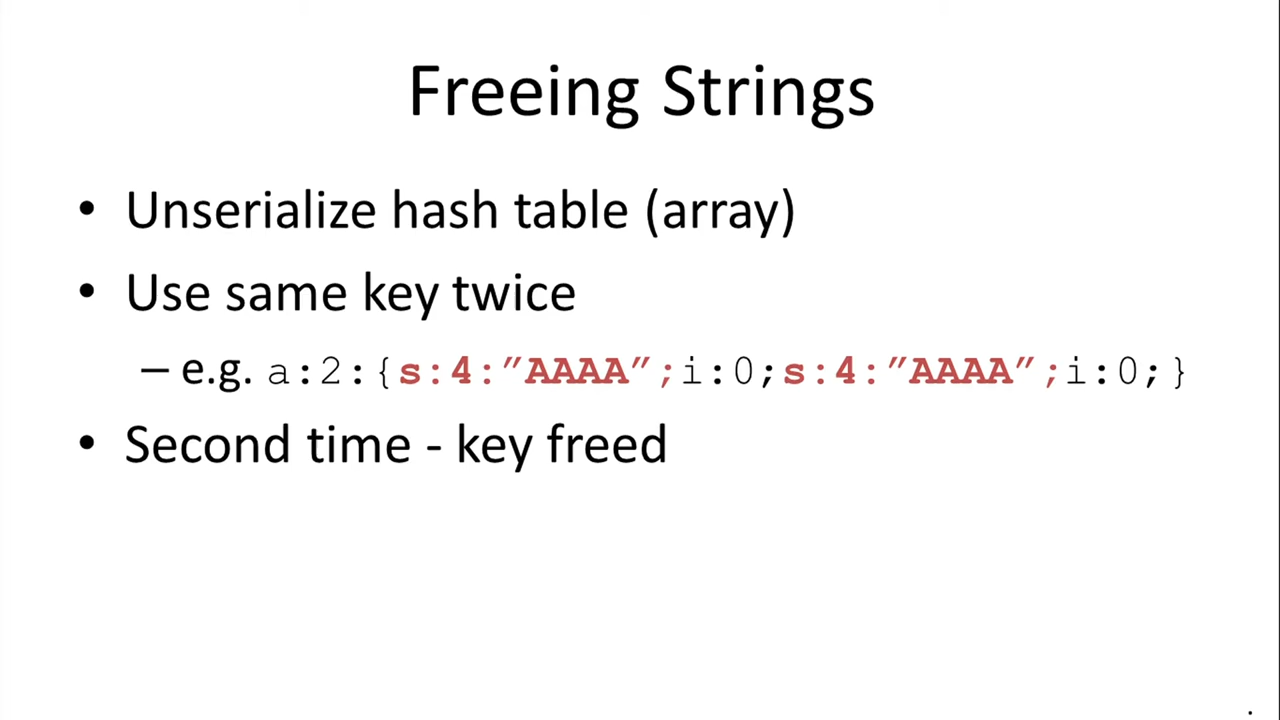 Freeing Strings
• Unserialize hash table (array)
• Use same key twice
– e.g. a:2:{s:4:”AAAA”;i:0;s:4:”AAAA”;i:0;}
• Second time - key freed
.